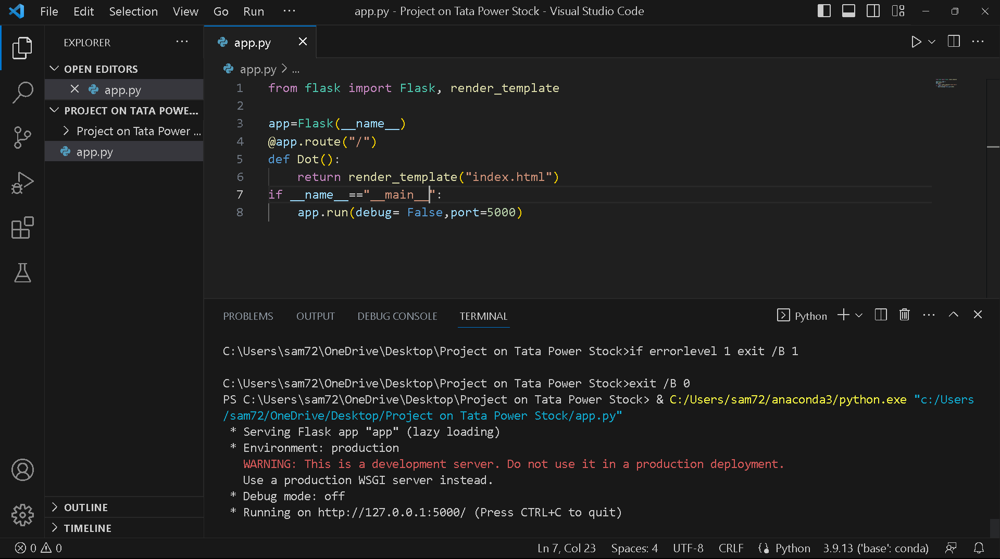 File Edit Selection View Go Run ··· app.py - Project on Tata Power Stock - Visual Studio Code
EXPLORER ···
OPEN EDITORS
app.py
PROJECT ON TATA POWE...
Project on Tata Power ...
app.py
OUTLINE
TIMELINE
app.py
app.py > ...
1 from flask import Flask, render_template
2
3 app=Flask(__name__)
4 @app.route("/")
5 def Dot():
6     return render_template("index.html")
7 if __name__=="__main__":
8     app.run(debug= False,port=5000)
PROBLEMS OUTPUT DEBUG CONSOLE TERMINAL Python
C:\Users\sam72\OneDrive\Desktop\Project on Tata Power Stock>if errorlevel 1 exit /B 1
C:\Users\sam72\OneDrive\Desktop\Project on Tata Power Stock>exit /B 0
PS C:\Users\sam72\OneDrive\Desktop\Project on Tata Power Stock> & C:/Users/sam72/anaconda3/python.exe "c:/Users
/sam72/OneDrive/Desktop/Project on Tata Power Stock/app.py"
* Serving Flask app "app" (lazy loading)
* Environment: production
WARNING: This is a development server. Do not use it in a production deployment.
Use a production WSGI server instead.
* Debug mode: off
* Running on http://127.0.0.1:5000/ (Press CTRL+C to quit)
0 0 Ln 7, Col 23 Spaces: 4 UTF-8 CRLF Python 3.9.13 ('base': conda)